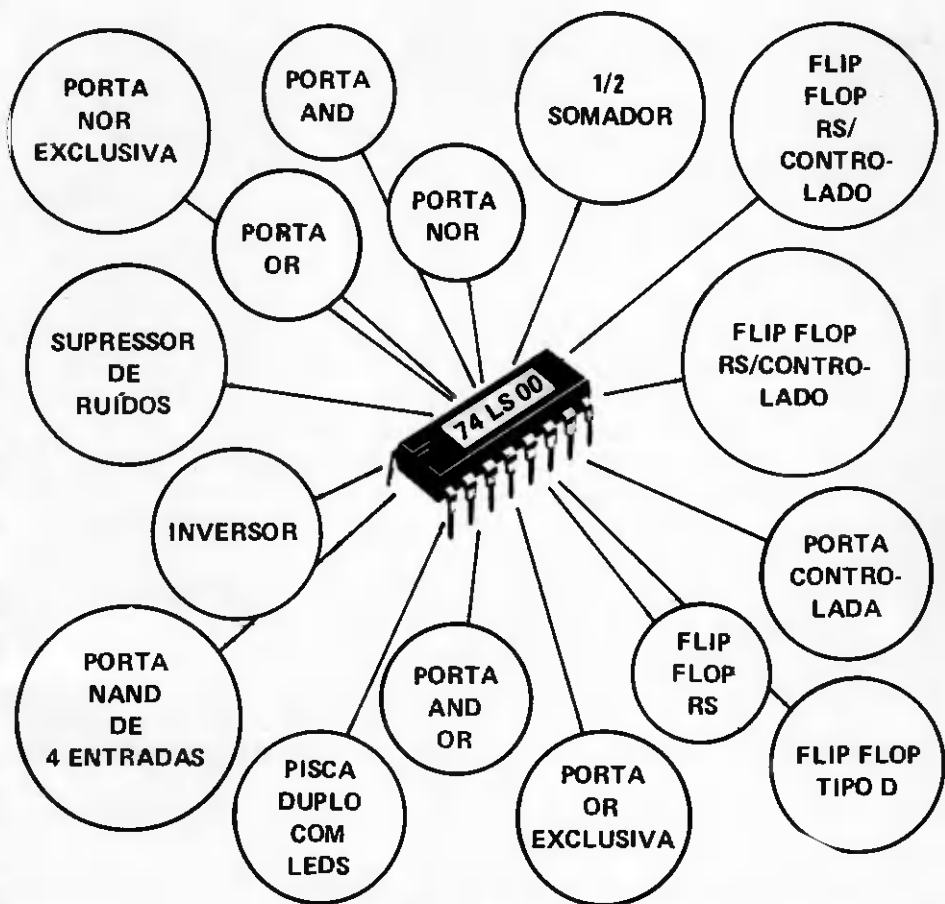 PORTA
NOR
EXCLUSIVA
PORTA
AND
1/2
SOMADOR
FLIP
FLOP
RS/
CONTRO-
LADO
PORTA
OR
PORTA
NOR
SUPRESSOR
DE
RUÍDOS
74 LS 00
FLIP FLOP
RS/CONTRO-
LADO
INVERSOR
PORTA
CONTRO-
LADA
PORTA
NAND
DE
4 ENTRADAS
PORTA
AND
OR
FLIP
FLOP
RS
PISCA
DUPLO
COM
LEDS
PORTA
OR
EXCLUSIVA
FLIP FLOP
TIPO D